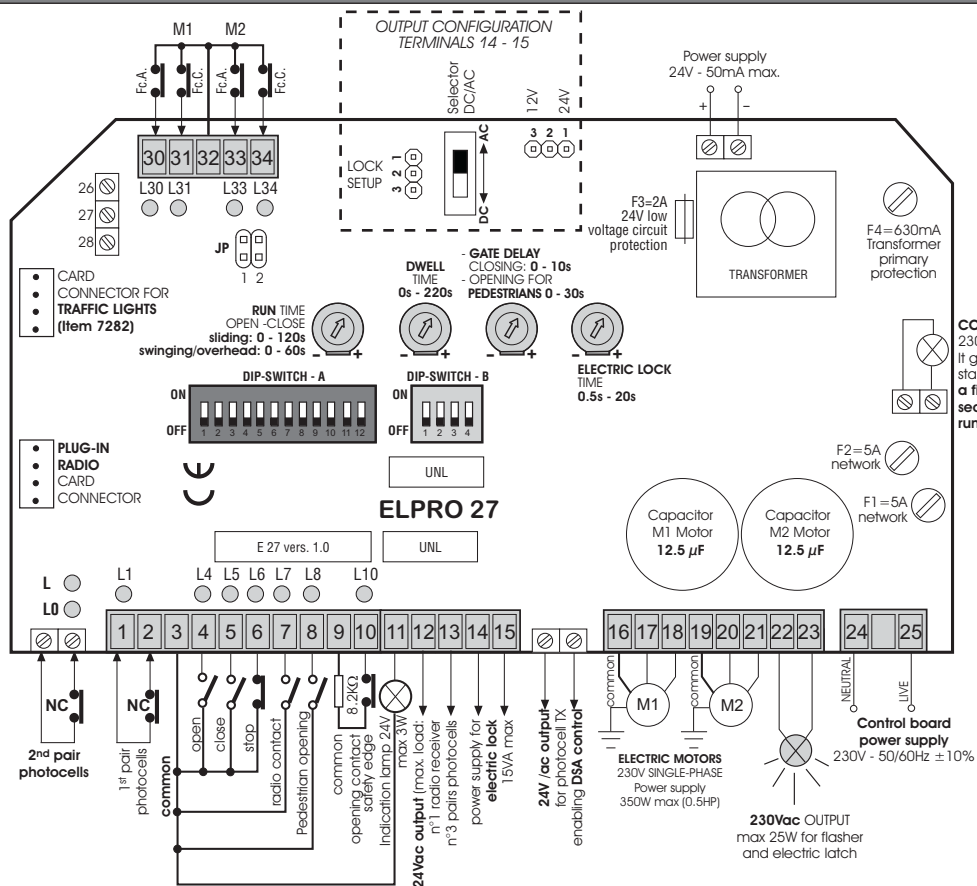 OUTPUT CONFIGURATION
TERMINALS 14 - 15
M1
M2
Fc.A.
Fc.C.
Fc.A.
Fc.C.
Selector
DC/AC
12V
24V
3 2 1
AC
DC
LOCK
SETUP
3 2 1
Power supply
24V - 50mA max.
+
–
30
31
32
33
34
L30
L31
L33
L34
26
27
28
JP
1 2
F3=2A
24V low
voltage circuit
protection
TRANSFORMER
F4=630mA
Transformer
primary
protection
CARD
CONNECTOR FOR
TRAFFIC LIGHTS
(Item 7282)
RUN TIME
OPEN -CLOSE
sliding: 0 - 120s
swinging/overhead: 0 - 60s
- +
DWELL
TIME
0s - 220s
- +
- GATE DELAY
CLOSING: 0 - 10s
- OPENING FOR
PEDESTRIANS 0 - 30s
- +
- +
ELECTRIC LOCK
TIME
0.5s - 20s
CO
230
It g
sta
a fi
sec
run
DIP-SWITCH - A
ON
OFF
1 2 3 4 5 6 7 8 9 10 11 12
DIP-SWITCH - B
ON
OFF
1 2 3 4
PLUG-IN
RADIO
CARD
CONNECTOR
UNL
ELPRO 27
E 27 vers. 1.0
UNL
F2=5A
network
F1=5A
network
Capacitor
M1 Motor
12.5 µF
Capacitor
M2 Motor
12.5 µF
L
L0
L1
L4
L5
L6
L7
L8
L10
1
2
3
4
5
6
7
8
9
10
11
12
13
14
15
16
17
18
19
20
21
22
23
24
25
NC
2nd pair
photocells
NC
1st pair
photocells
common
open
close
stop
radio contact
Pedestrian opening
8.2KΩ
common
opening contact
safety edge
Indication lamp 24V
max 3W
24Vac output (max. load:
n°1 radio receiver
n°3 pairs photocells
power supply for
electric lock
15VA max
24V /ac output
for photocell TX
enabling DSA control
common
M1
common
M2
ELECTRIC MOTORS
230V SINGLE-PHASE
Power supply
350W max (0.5HP)
230Vac OUTPUT
max 25W for flasher
and electric latch
NEUTRAL
LIVE
Control board
power supply
230V - 50/60Hz ±10%